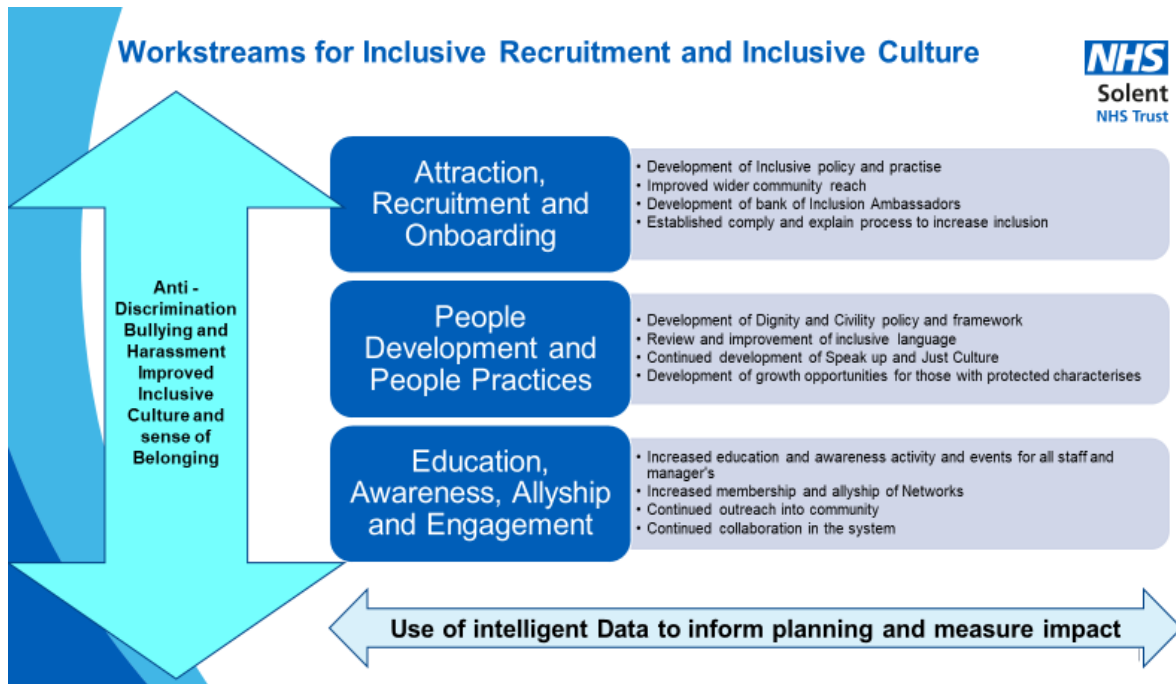 Workstreams for Inclusive Recruitment and Inclusive Culture
NHS
Solent
NHS Trust
Anti -
Discrimination
Bullying and
Harassment
Improved
Inclusive
Culture and
sense of
Belonging
Attraction,
Recruitment and
Onboarding
• Development of Inclusive policy and practise
• Improved wider community reach
• Development of bank of Inclusion Ambassadors
• Established comply and explain process to increase inclusion
People
Development and
People Practices
• Development of Dignity and Civility policy and framework
• Review and improvement of inclusive language
• Continued development of Speak up and Just Culture
• Development of growth opportunities for those with protected characterises
Education,
Awareness, Allyship
and Engagement
• Increased education and awareness activity and events for all staff and
manager's
• Increased membership and allyship of Networks
• Continued outreach into community
• Continued collaboration in the system
Use of intelligent Data to inform planning and measure impact